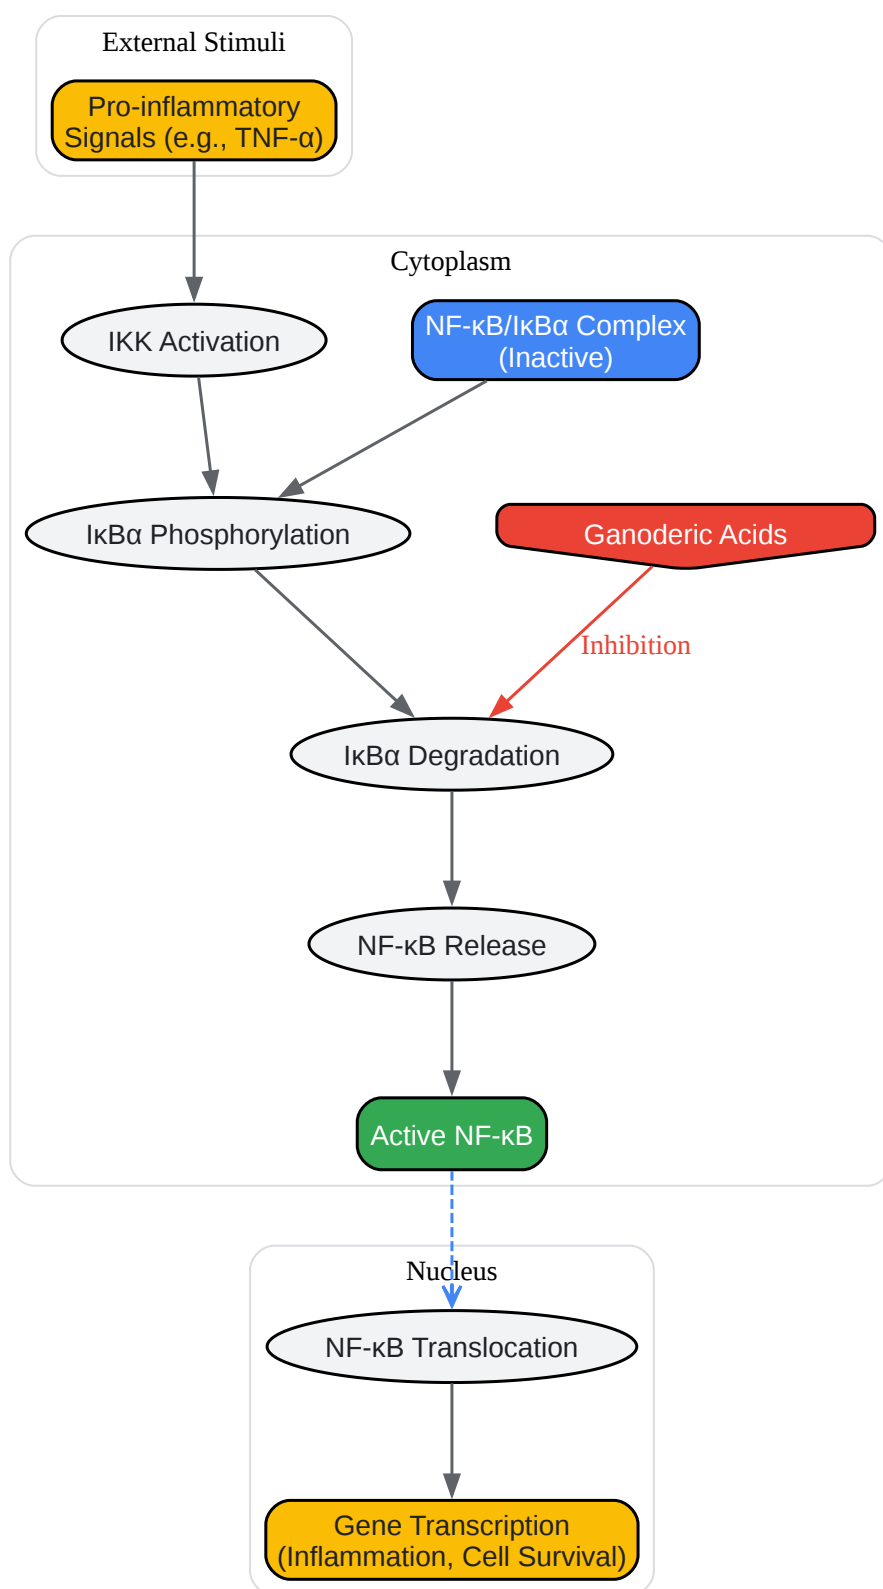 External Stimuli
Pro-inflammatory
Signals (e.g., TNF-α)
Cytoplasm
IKK Activation
NF-κB/IκBα Complex
(Inactive)
IκBα Phosphorylation
Ganoderic Acids
Inhibition
IκBα Degradation
NF-κB Release
Active NF-κB
Nucleus
NF-κB Translocation
Gene Transcription
(Inflammation, Cell Survival)